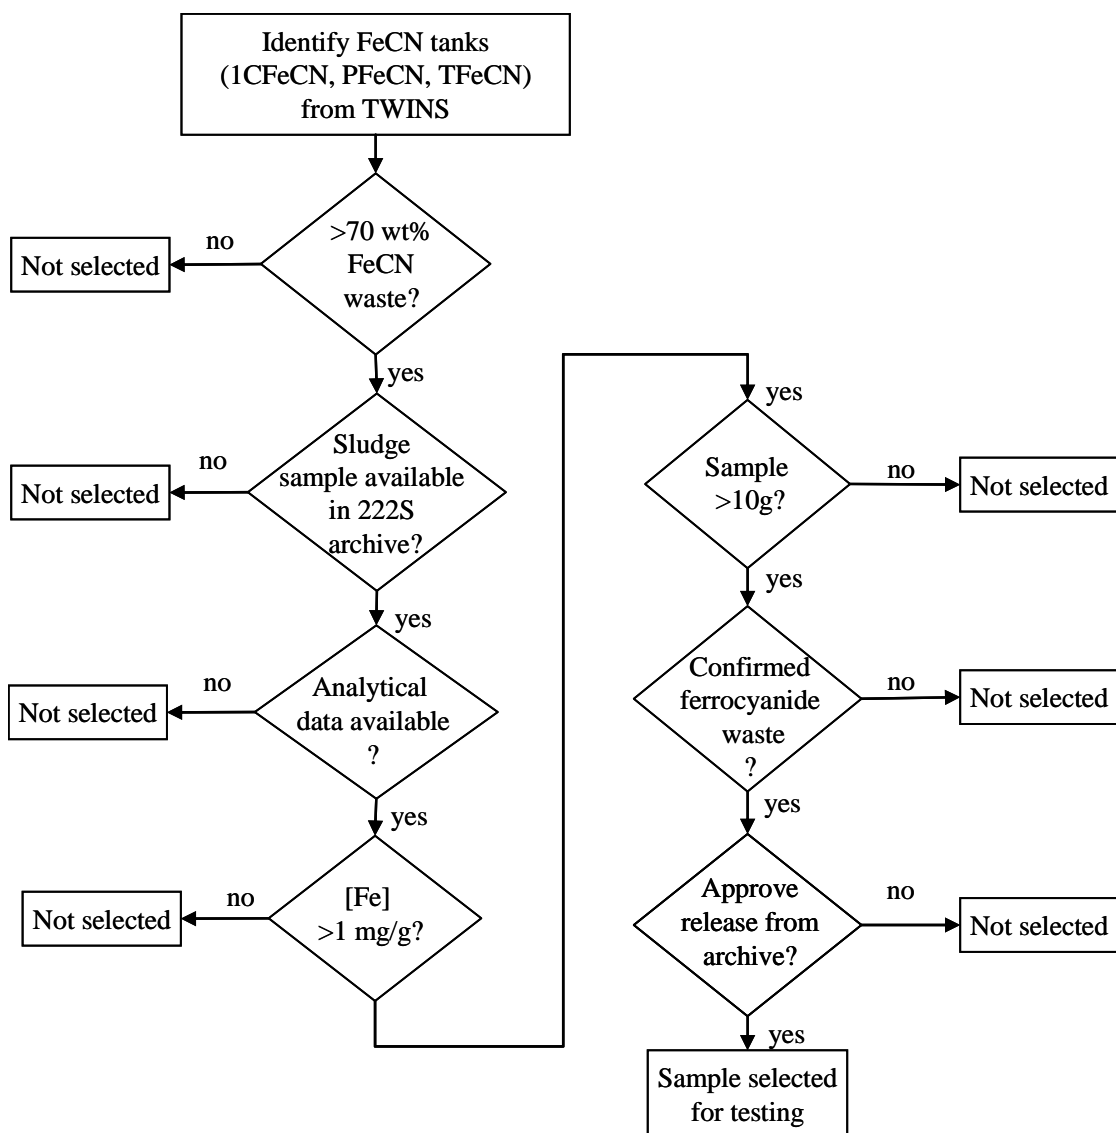 Identify FeCN tanks
(1CFeCN, PFeCN, TFeCN)
from TWINS
>70 wt%
FeCN
waste?
no
Not selected
yes
Sludge
sample available
in 222S
archive?
no
Not selected
yes
Analytical
data available
?
no
Not selected
yes
[Fe]
>1 mg/g?
no
Not selected
yes
Sample
>10g?
no
Not selected
yes
Confirmed
ferrocyanide
waste
?
no
Not selected
yes
Approve
release from
archive?
no
Not selected
yes
Sample selected
for testing